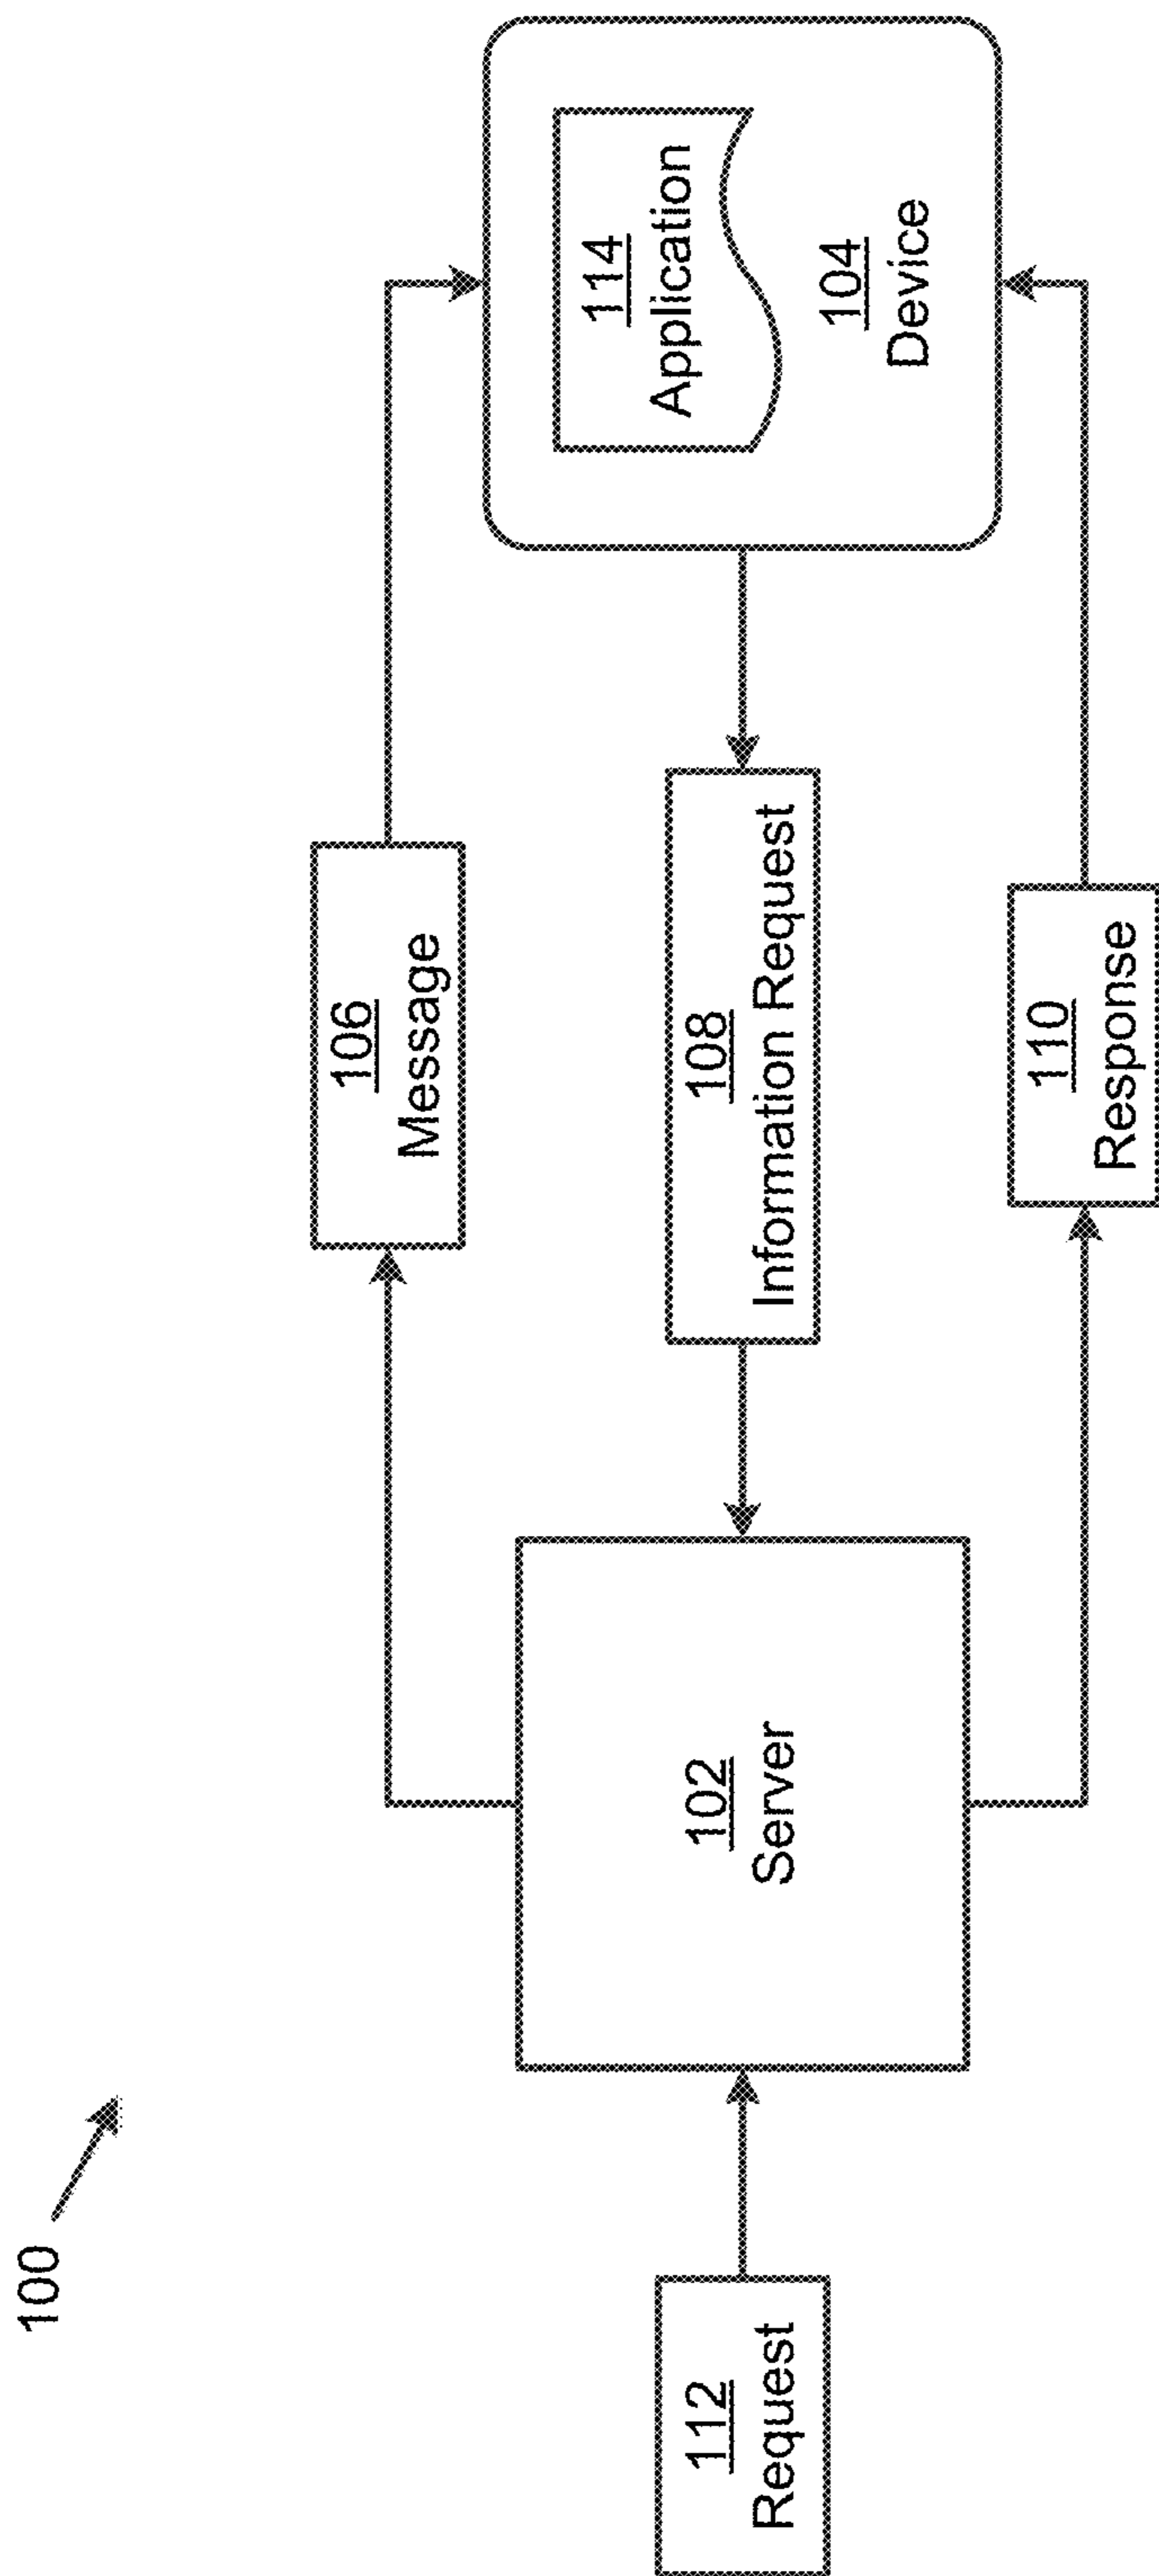 100
112
Request
102
Server
106
Message
108
Information Request
110
Response
114
Application
104
Device